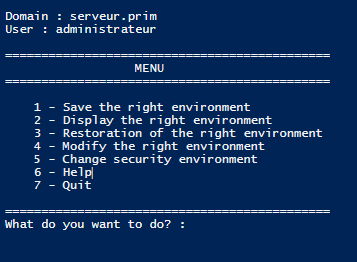 Domain : serveur.prim
User : administrateur
=============================================
MENU
=============================================
1 - Save the right environment
2 - Display the right environment
3 - Restoration of the right environment
4 - Modify the right environment
5 - Change security environment
6 - Help
7 - Quit
=============================================
What do you want to do? :